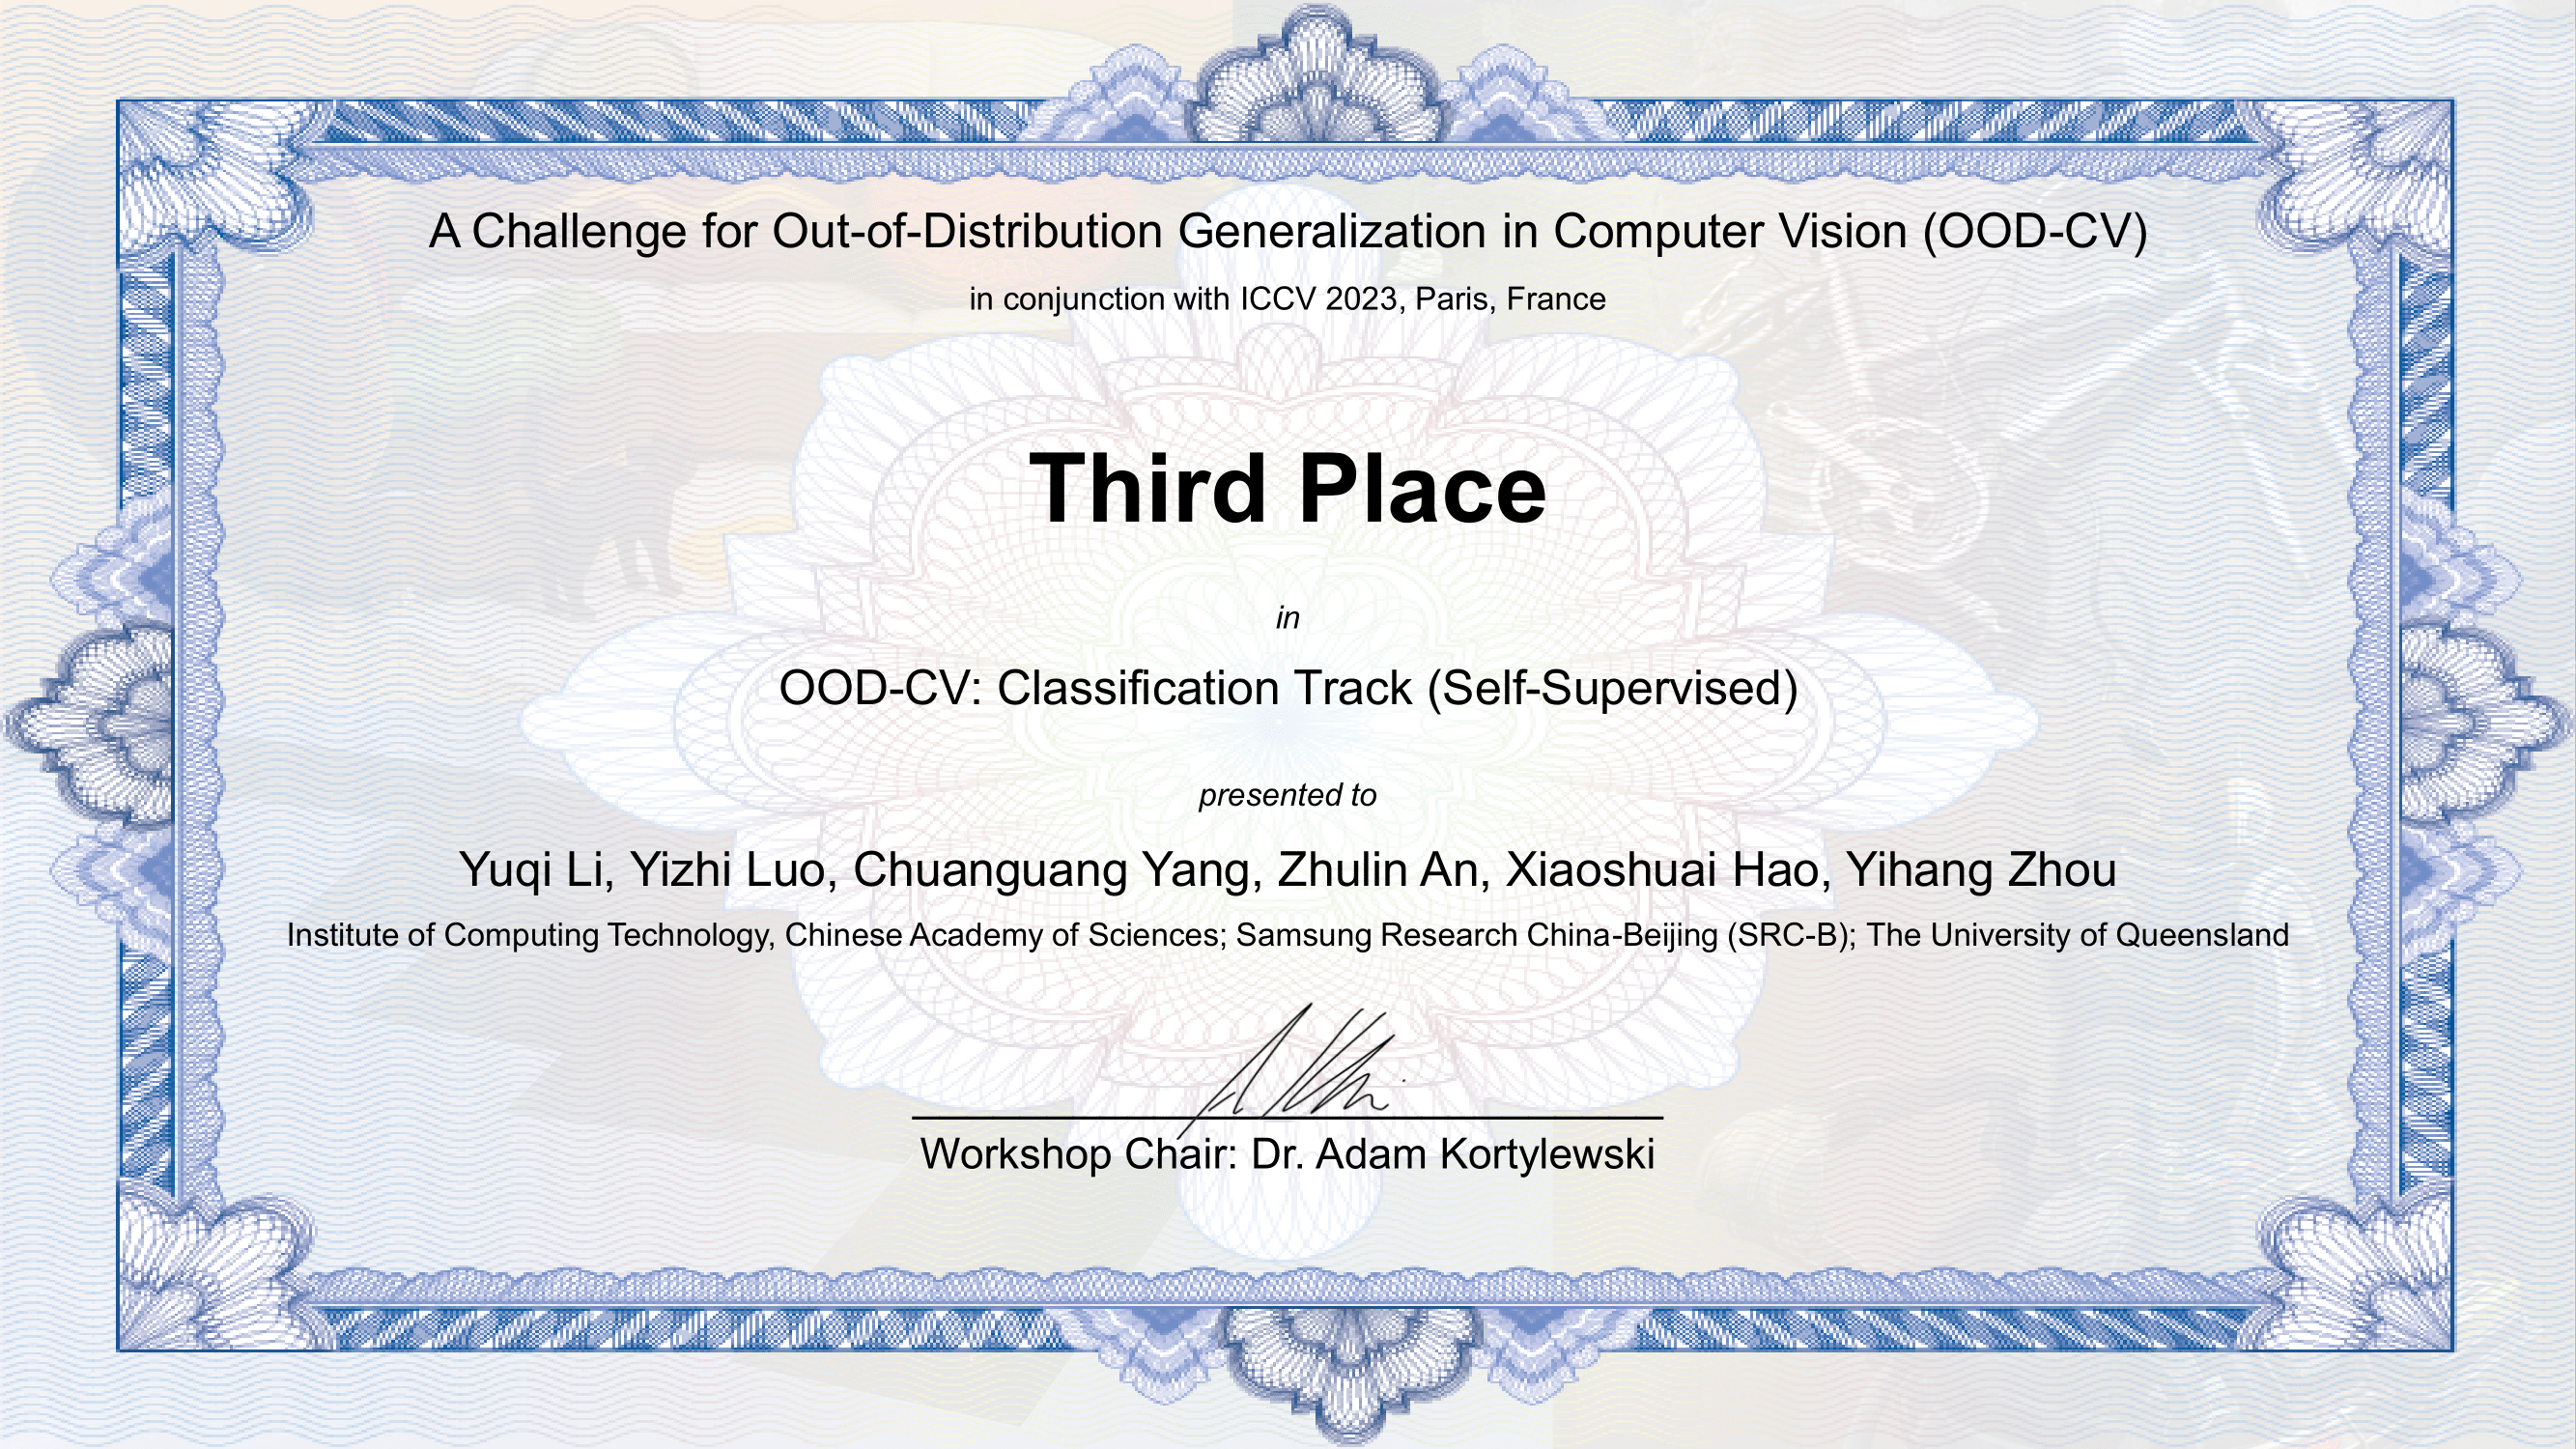 A Challenge for Out-of-Distribution Generalization in Computer Vision (OOD-CV)
in conjunction with ICCV 2023, Paris, France
Third Place
in
OOD-CV: Classification Track (Self-Supervised)
presented to
Yuqi Li, Yizhi Luo, Chuanguang Yang, Zhulin An, Xiaoshuai Hao, Yihang Zhou
Institute of Computing Technology, Chinese Academy of Sciences; Samsung Research China-Beijing (SRC-B); The University of Queensland
Workshop Chair: Dr. Adam Kortylewski